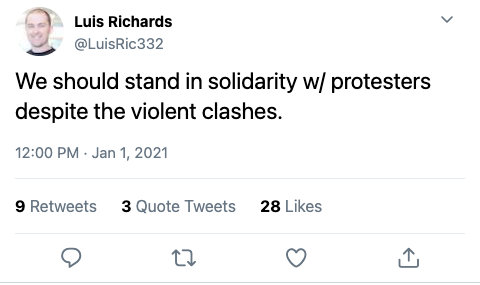 Luis Richards
@LuisRic332
We should stand in solidarity w/ protesters
despite the violent clashes.
12:00 PM · Jan 1, 2021
9 Retweets 3 Quote Tweets 28 Likes